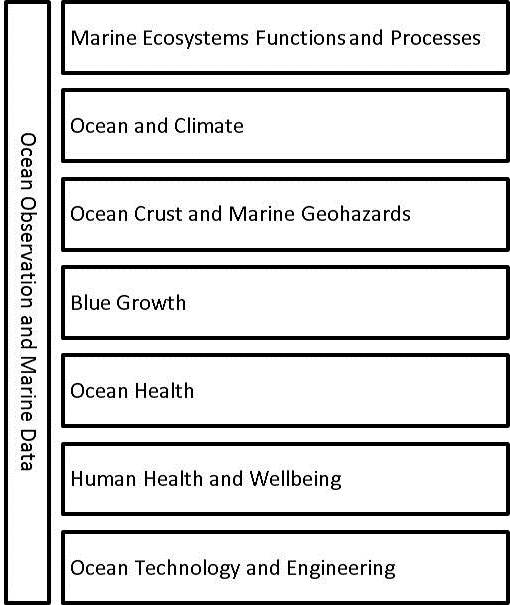 Ocean Observation and Marine Data
Marine Ecosystems Functions and Processes
Ocean and Climate
Ocean Crust and Marine Geohazards
Blue Growth
Ocean Health
Human Health and Wellbeing
Ocean Technology and Engineering